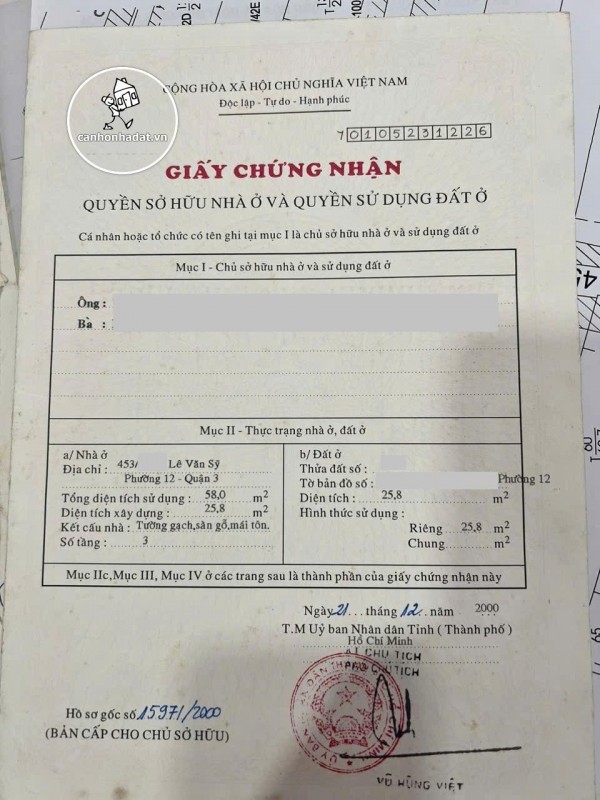 canhonhadat.vn
CỘNG HÒA XÃ HỘI CHỦ NGHĨA VIỆT NAM
Độc lập - Tự do - Hạnh phúc
7 0105231226
GIẤY CHỨNG NHẬN
QUYỀN SỞ HỮU NHÀ Ở VÀ QUYỀN SỬ DỤNG ĐẤT Ở
Cá nhân hoặc tổ chức có tên ghi tại mục I là chủ sở hữu nhà ở và sử dụng đất ở
Mục I - Chủ sở hữu nhà ở và sử dụng đất ở
Ông :
Bà :
Mục II - Thực trạng nhà ở, đất ở
a/ Nhà ở
Địa chỉ : 453/ Lê Văn Sỹ
Phường 12 - Quận 3
Tổng diện tích sử dụng : 58,0 m2
Diện tích xây dựng : 25,8 m2
Kết cấu nhà : Tường gạch,sàn gỗ,mái tôn.
Số tầng : 3
b/ Đất ở
Thửa đất số :
Tờ bản đồ số : Phường 12
Diện tích : 25,8 m2
Hình thức sử dụng :
Riêng 25,8 m2
Chung m2
Mục IIc,Mục III, Mục IV ở các trang sau là thành phần của giấy chứng nhận này
Ngày 21 tháng 12 năm 2000
T.M Uỷ ban Nhân dân Tỉnh ( Thành phố )
Hồ Chí Minh
KT CHỦ TỊCH
PHÓ CHỦ TỊCH
VŨ HÙNG VIỆT
Hồ sơ gốc số 15971/2000
(BẢN CẤP CHO CHỦ SỞ HỮU)